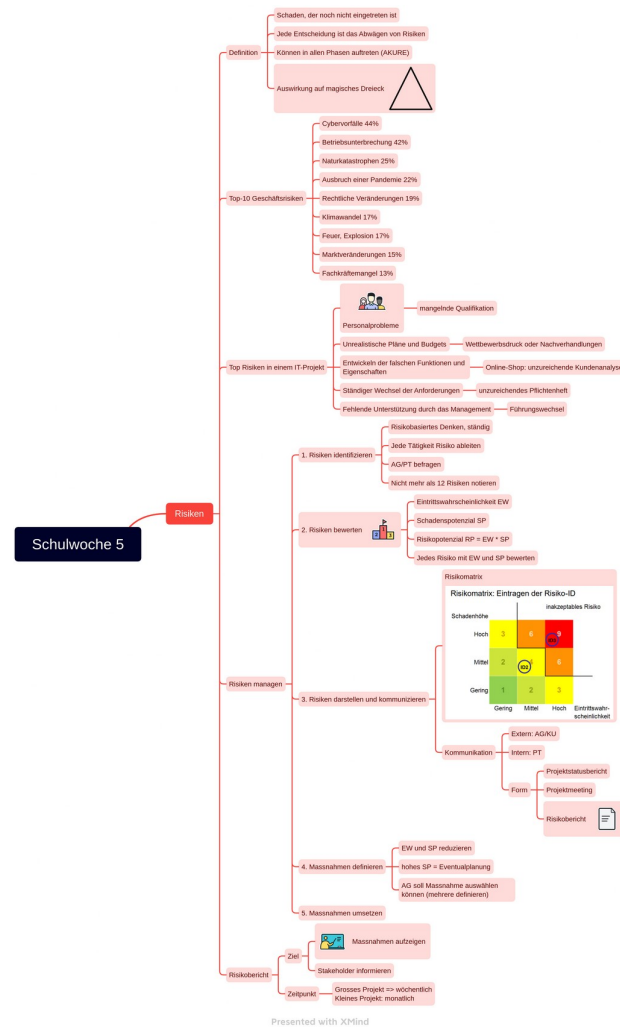 Schulwoche 5
Risiken
Definition
Schaden, der noch nicht eingetreten ist
Jede Entscheidung ist das Abwägen von Risiken
Können in allen Phasen auftreten (AKURE)
Auswirkung auf magisches Dreieck
Top-10 Geschäftsrisiken
Cybervorfälle 44%
Betriebsunterbrechung 42%
Naturkatastrophen 25%
Ausbruch einer Pandemie 22%
Rechtliche Veränderungen 19%
Klimawandel 17%
Feuer, Explosion 17%
Marktveränderungen 15%
Fachkräftemangel 13%
Top Risiken in einem IT-Projekt
Personalprobleme
mangelnde Qualifikation
Unrealistische Pläne und Budgets
Wettbewerbsdruck oder Nachverhandlungen
Entwickeln der falschen Funktionen und
Eigenschaften
Online-Shop: unzureichende Kundenanalyse
Ständiger Wechsel der Anforderungen
unzureichendes Pflichtenheft
Fehlende Unterstützung durch das Management
Führungswechsel
Risiken managen
1. Risiken identifizieren
Risikobasiertes Denken, ständig
Jede Tätigkeit Risiko ableiten
AG/PT befragen
Nicht mehr als 12 Risiken notieren
2. Risiken bewerten
2 1 3
Eintrittswahrscheinlichkeit EW
Schadenspotenzial SP
Risikopotenzial RP = EW * SP
Jedes Risiko mit EW und SP bewerten
3. Risiken darstellen und kommunizieren
Risikomatrix
Risikomatrix: Eintragen der Risiko-ID
inakzeptables Risiko
Schadenhöhe
Hoch 3 6 9
Mittel 2 ID2 6
Gering 1 2 3
Gering Mittel Hoch Eintrittswahr-
scheinlichkeit
Kommunikation
Extern: AG/KU
Intern: PT
Form
Projektstatusbericht
Projektmeeting
Risikobericht
4. Massnahmen definieren
EW und SP reduzieren
hohes SP = Eventualplanung
AG soll Massnahme auswählen
können (mehrere definieren)
5. Massnahmen umsetzen
Risikobericht
Ziel
Massnahmen aufzeigen
Stakeholder informieren
Zeitpunkt
Grosses Projekt => wöchentlich
Kleines Projekt: monatlich
Presented with XMind